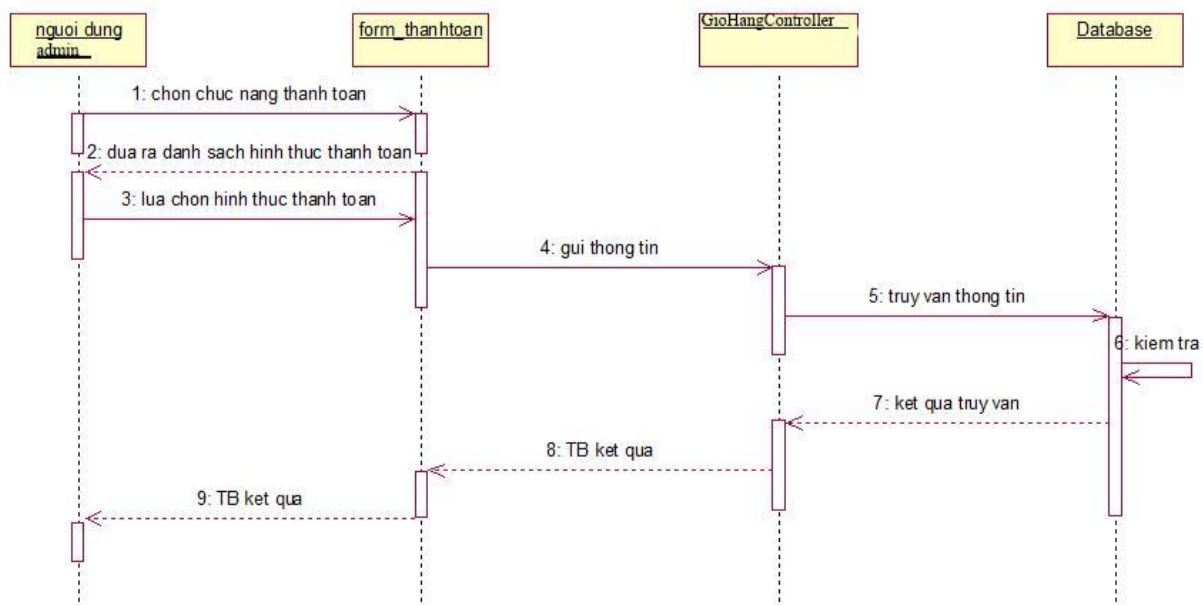 nguoi dung
admin
form_thanhtoan
GioHangController
Database
1: chon chuc nang thanh toan
2: dua ra danh sach hinh thuc thanh toan
3: lua chon hinh thuc thanh toan
4: gui thong tin
5: truy van thong tin
6: kiem tra
7: ket qua truy van
8: TB ket qua
9: TB ket qua